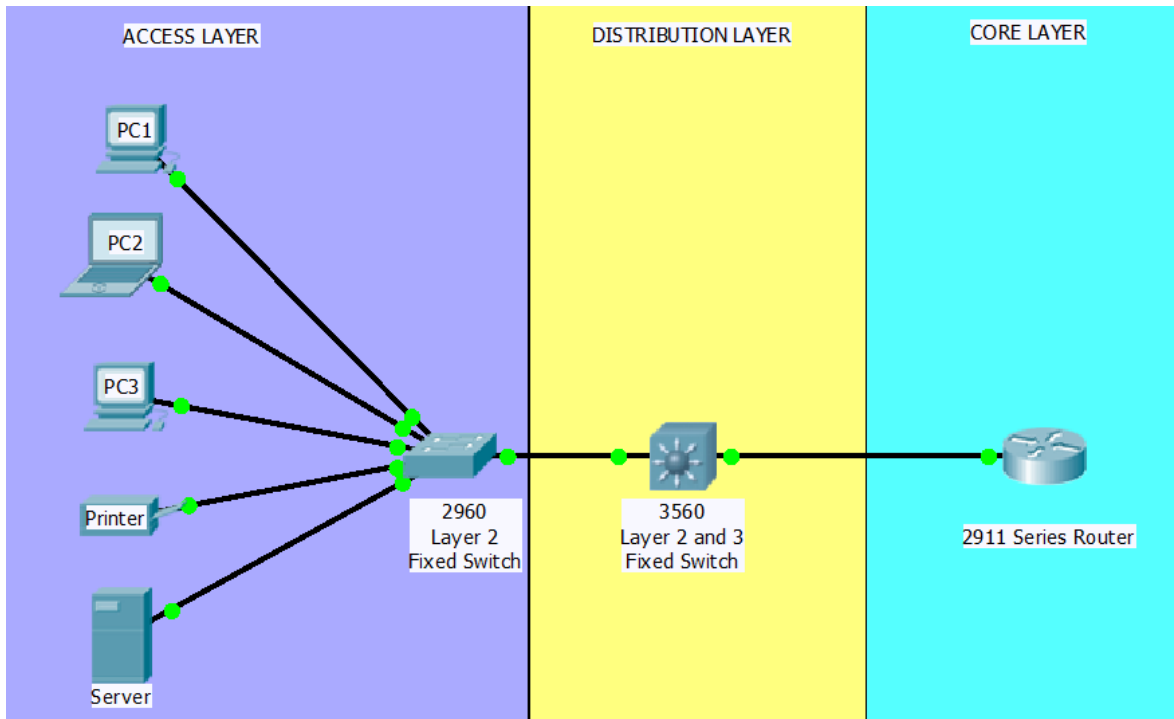 ACCESS LAYER
DISTRIBUTION LAYER
CORE LAYER
PC1
PC2
PC3
Printer
Server
2960
Layer 2
Fixed Switch
3560
Layer 2 and 3
Fixed Switch
2911 Series Router